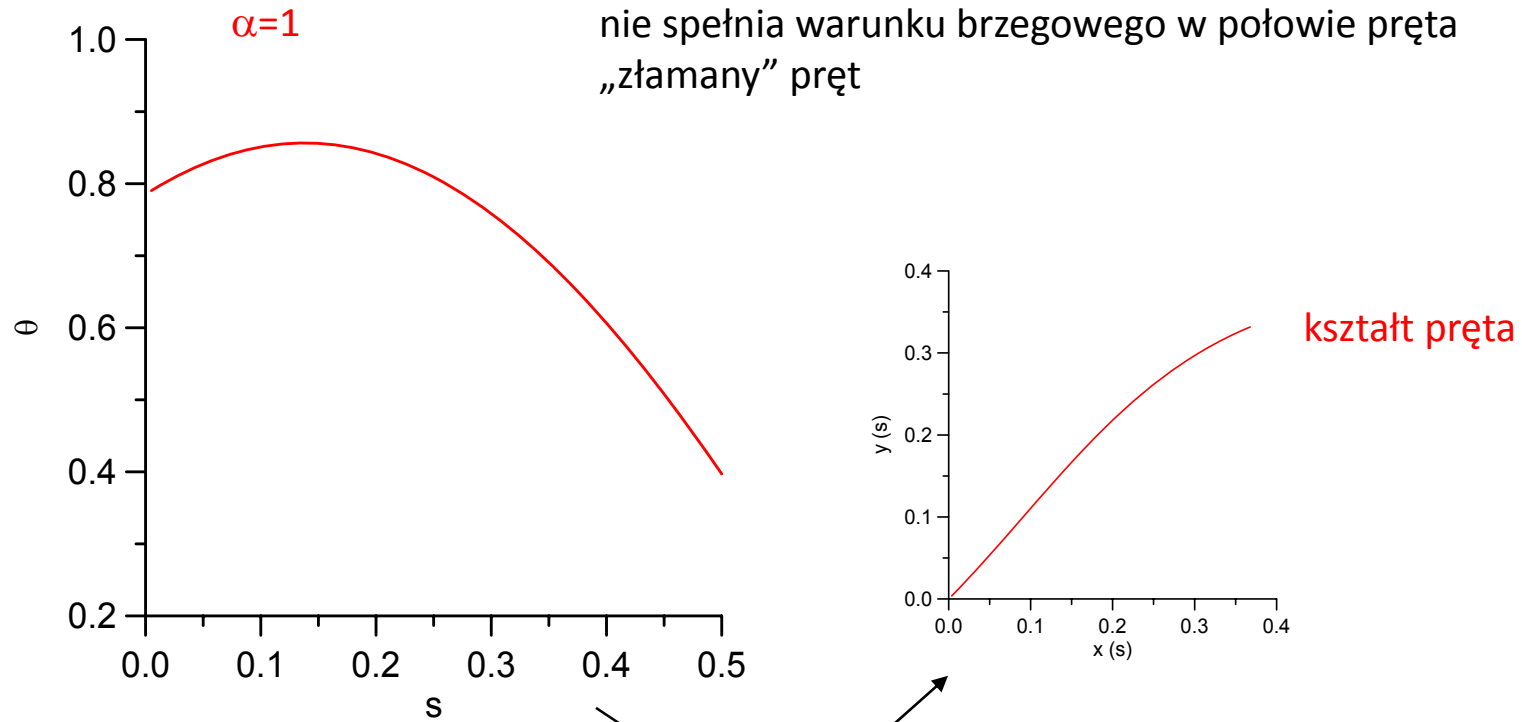 α=1
nie spełnia warunku brzegowego w połowie pręta
„złamany” pręt
1.0
0.8
0.6
0.4
0.2
θ
0.0 0.1 0.2 0.3 0.4 0.5
s
0.4
0.3
0.2
0.1
0.0
y (s)
0.0 0.1 0.2 0.3 0.4
x (s)
kształt pręta